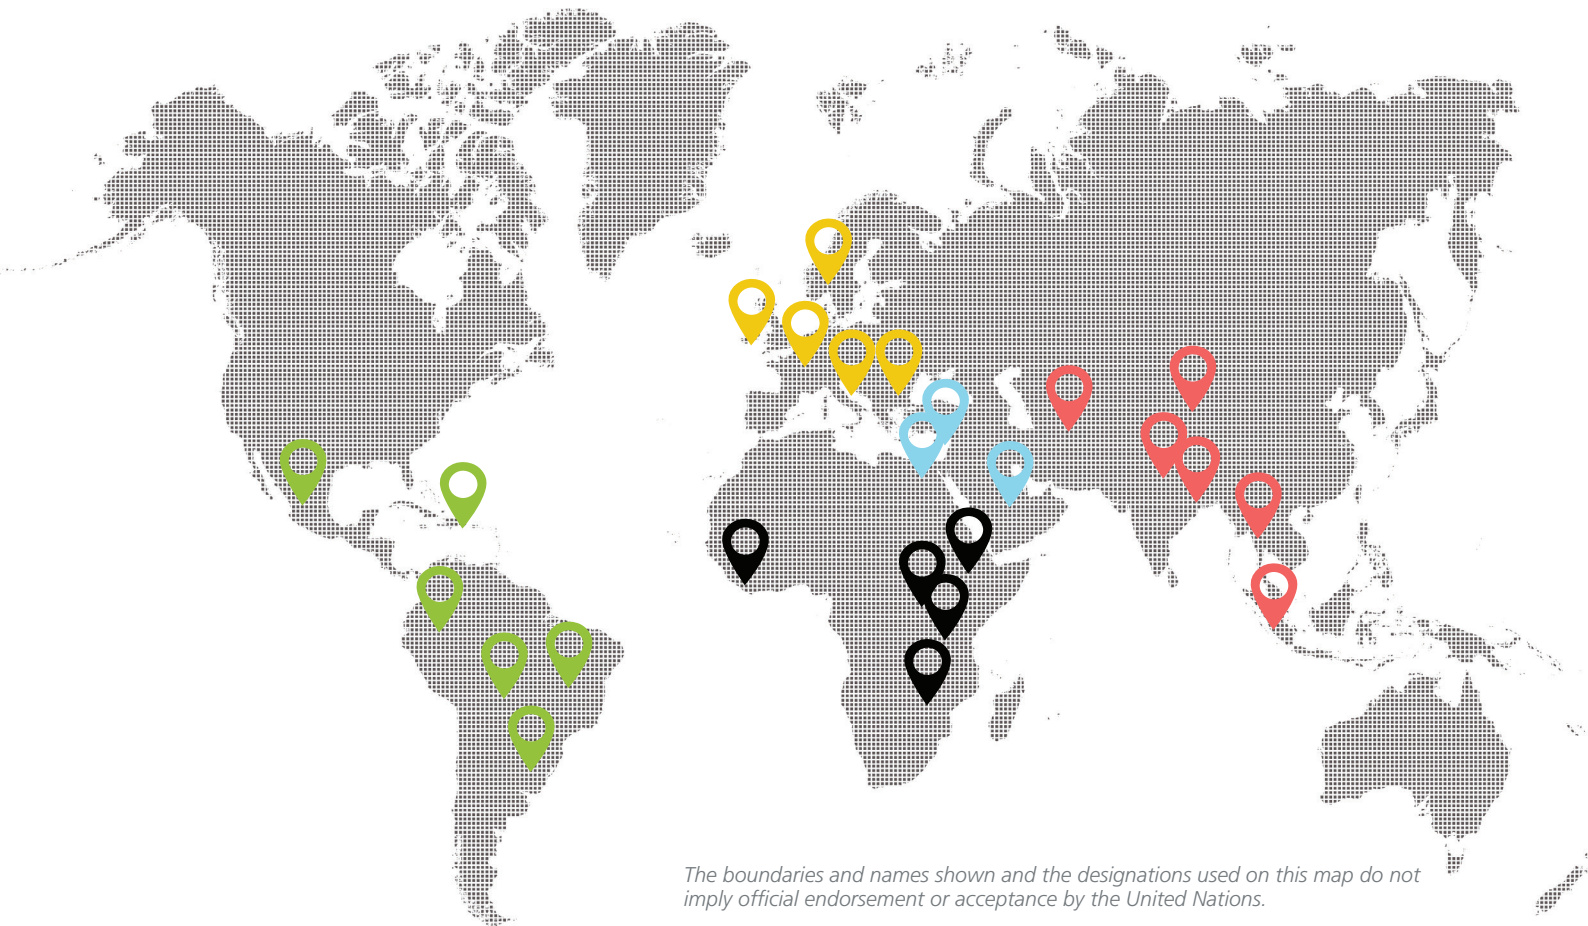 The boundaries and names shown and the designations used on this map do not
imply official endorsement or acceptance by the United Nations.